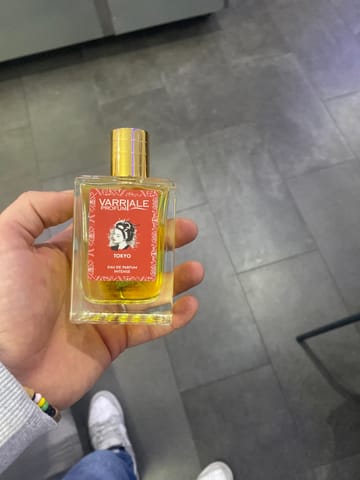 VARRIALE
PROFUMI
TOKYO
EAU DE PARFUM
INTENSE